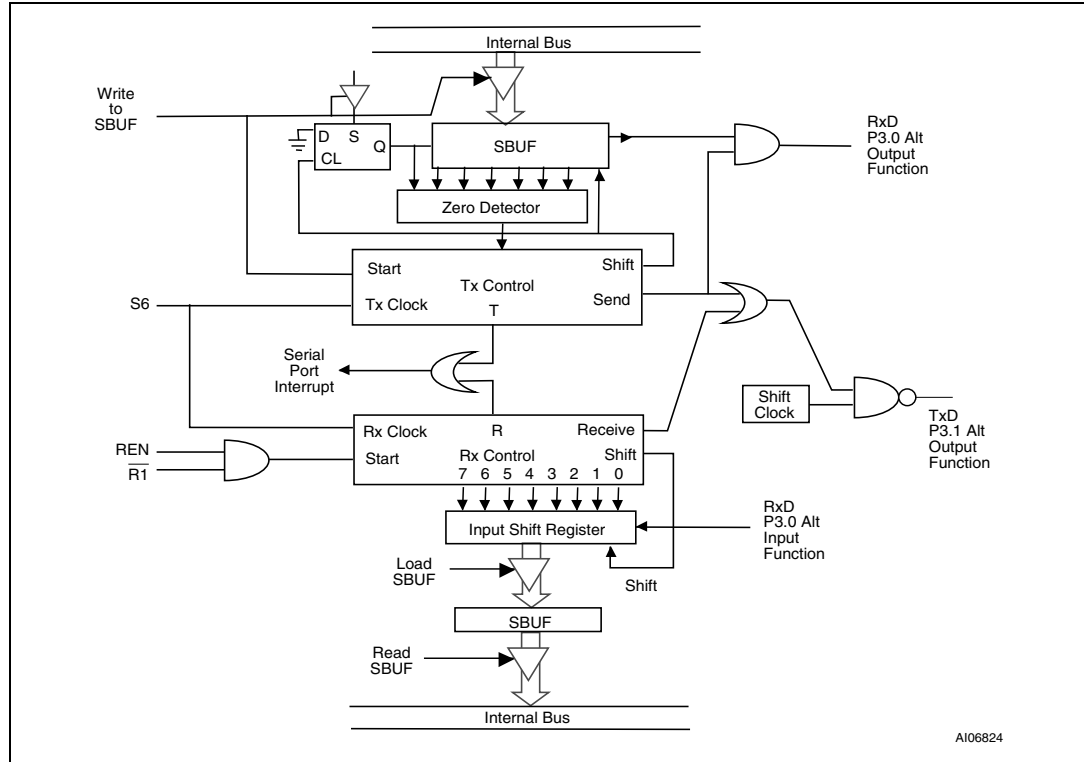 Internal Bus
Write
to
SBUF
D S
Q
CL
SBUF
RxD
P3.0 Alt
Output
Function
Zero Detector
Start
Shift
Tx Control
S6
Tx Clock
Send
T
Serial
Port
Interrupt
Shift
Clock
TxD
P3.1 Alt
Output
Function
Rx Clock
R
Receive
REN
R1
Start
Rx Control
Shift
7 6 5 4 3 2 1 0
Input Shift Register
RxD
P3.0 Alt
Input
Function
Load
SBUF
Shift
SBUF
Read
SBUF
Internal Bus
AI06824